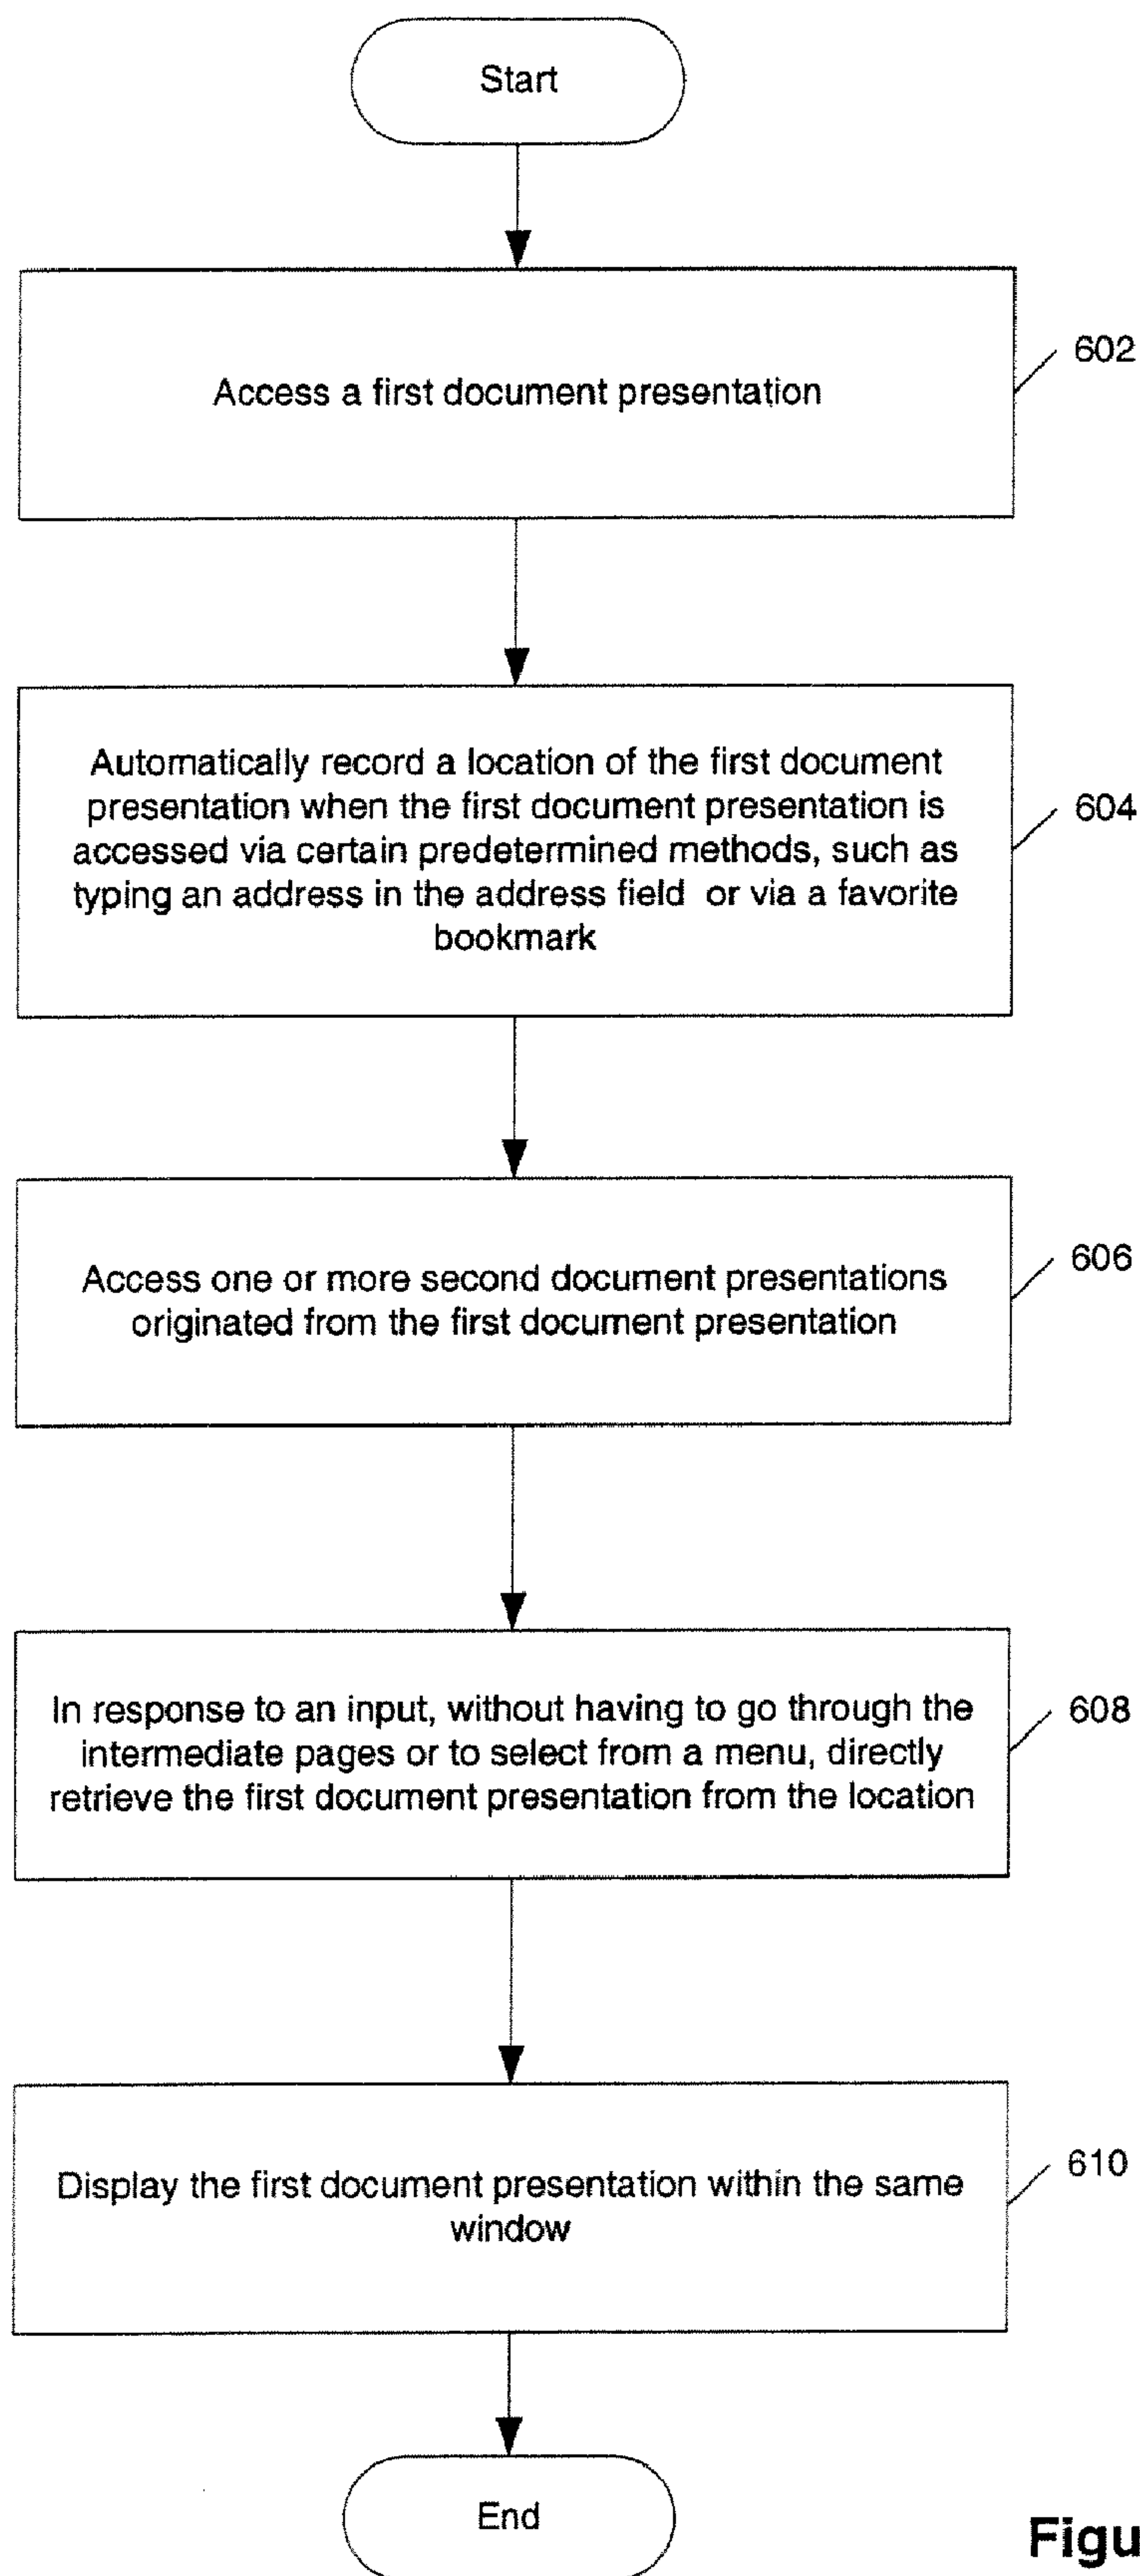 Start
Access a first document presentation
602
Automatically record a location of the first document
presentation when the first document presentation is
accessed via certain predetermined methods, such as
typing an address in the address field or via a favorite
bookmark
604
Access one or more second document presentations
originated from the first document presentation
606
In response to an input, without having to go through the
intermediate pages or to select from a menu, directly
retrieve the first document presentation from the location
608
Display the first document presentation within the same
window
610
End
Figu